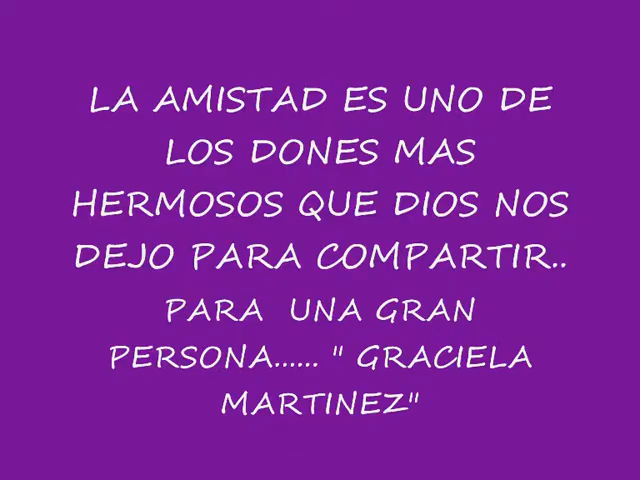 LA AMISTAD ES UNO DE
LOS DONES MAS
HERMOSOS QUE DIOS NOS
DEJO PARA COMPARTIR..
PARA  UNA GRAN
PERSONA...... " GRACIELA
MARTINEZ"